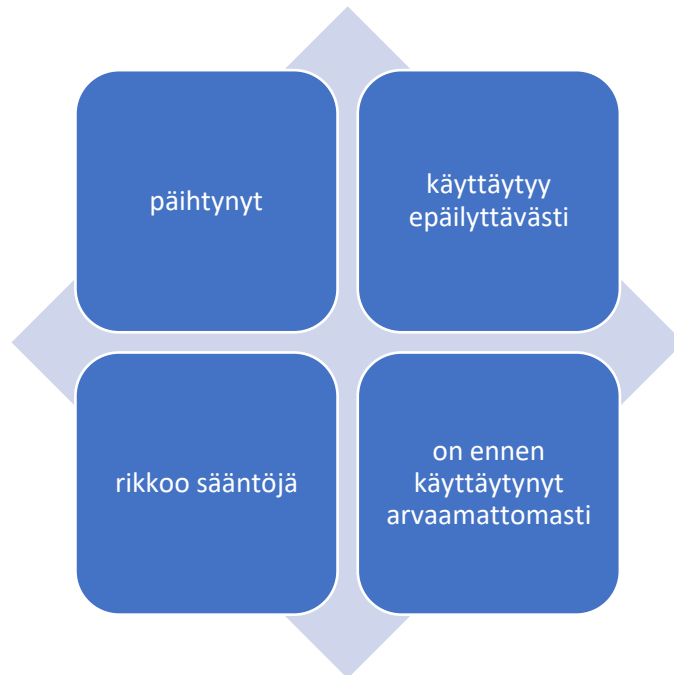 päihtynyt
käyttäytyy
epäilyttävästi
rikkoo sääntöjä
on ennen
käyttäytynyt
arvaamattomasti